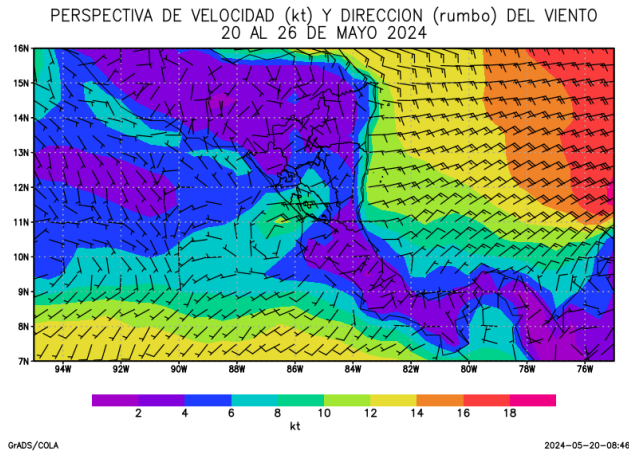 PERSPECTIVA DE VELOCIDAD (kt) Y DIRECCION (rumbo) DEL VIENTO
20 AL 26 DE MAYO 2024
16N
15N
14N
13N
12N
11N
10N
9N
8N
7N
94W 92W 90W 88W 86W 84W 82W 80W 78W 76W
2 4 6 8 10 12 14 16 18
kt
GrADS/COLA 2024-05-20-08:46